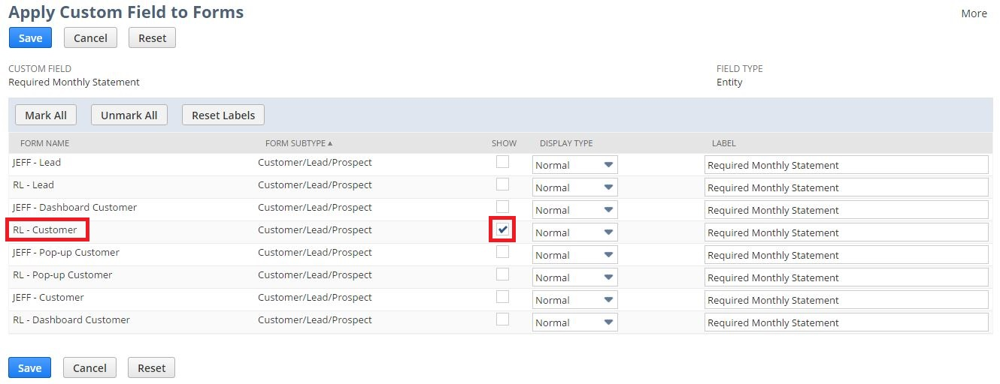 Apply Custom Field to Forms
More
Save Cancel Reset
CUSTOM FIELD FIELD TYPE
Required Monthly Statement Entity
Mark All Unmark All Reset Labels
FORM NAME FORM SUBTYPE ▲ SHOW DISPLAY TYPE LABEL
JEFF - Lead Customer/Lead/Prospect Normal Required Monthly Statement
RL - Lead Customer/Lead/Prospect Normal Required Monthly Statement
JEFF - Dashboard Customer Customer/Lead/Prospect Normal Required Monthly Statement
RL - Customer Customer/Lead/Prospect Normal Required Monthly Statement
JEFF - Pop-up Customer Customer/Lead/Prospect Normal Required Monthly Statement
RL - Pop-up Customer Customer/Lead/Prospect Normal Required Monthly Statement
JEFF - Customer Customer/Lead/Prospect Normal Required Monthly Statement
RL - Dashboard Customer Customer/Lead/Prospect Normal Required Monthly Statement
Save Cancel Reset